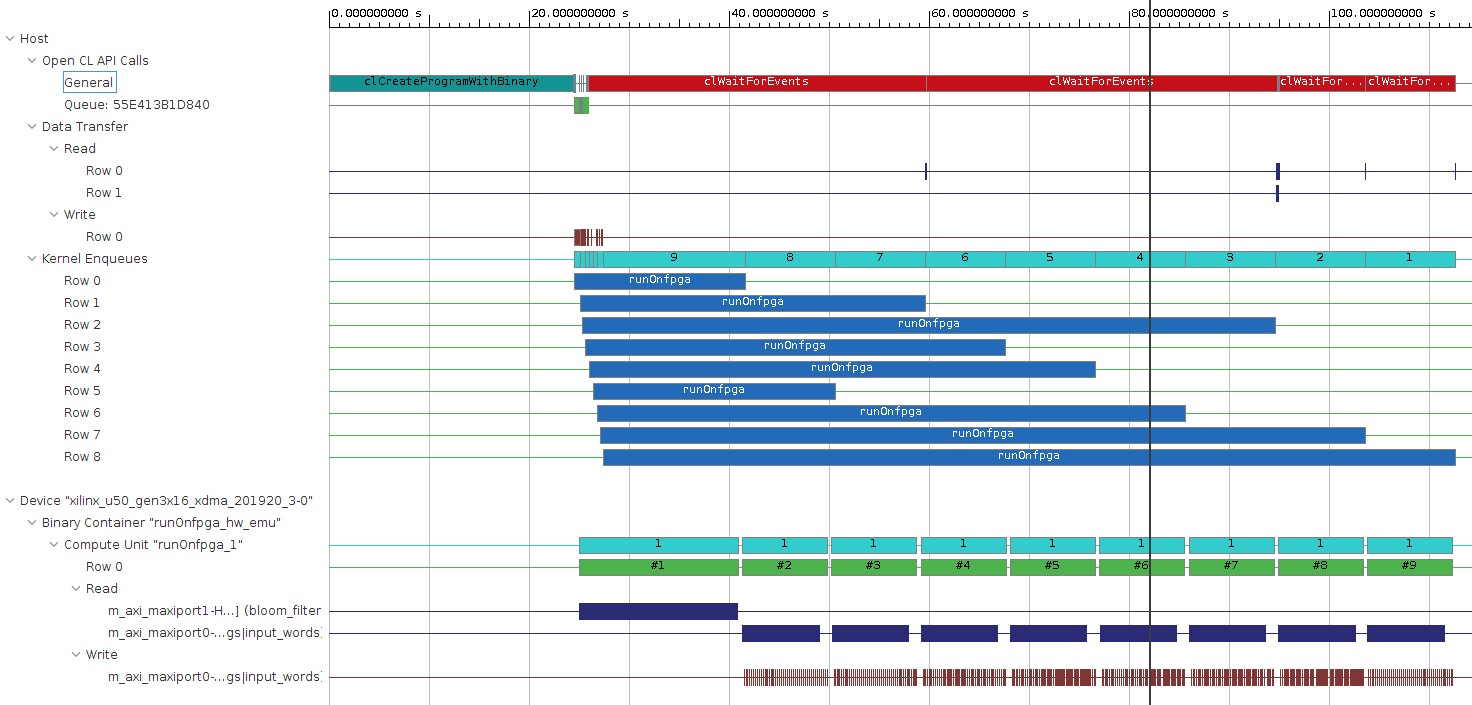 0.000000000 s 20.000000000 s 40.000000000 s 60.000000000 s 80.000000000 s 100.000000000 s
Host
Open CL API Calls
General clCreateProgramWithBinary clWaitForEvents clWaitForEvents clWaitFor... clWaitFor...
Queue: 55E413B1D840
Data Transfer
Read
Row 0
Row 1
Write
Row 0
Kernel Enqueues 9 8 7 6 5 4 3 2 1
Row 0 runOnfpga
Row 1 runOnfpga
Row 2 runOnfpga
Row 3 runOnfpga
Row 4 runOnfpga
Row 5 runOnfpga
Row 6 runOnfpga
Row 7 runOnfpga
Row 8 runOnfpga
Device "xilinx_u50_gen3x16_xdma_201920_3-0"
Binary Container "runOnfpga_hw_emu"
Compute Unit "runOnfpga_1" 1 1 1 1 1 1 1 1 1
Row 0 #1 #2 #3 #4 #5 #6 #7 #8 #9
Read
m_axi_maxiport1-H...] (bloom_filter
m_axi_maxiport0-...gs|input_words)
Write
m_axi_maxiport0-...gs|input_words)